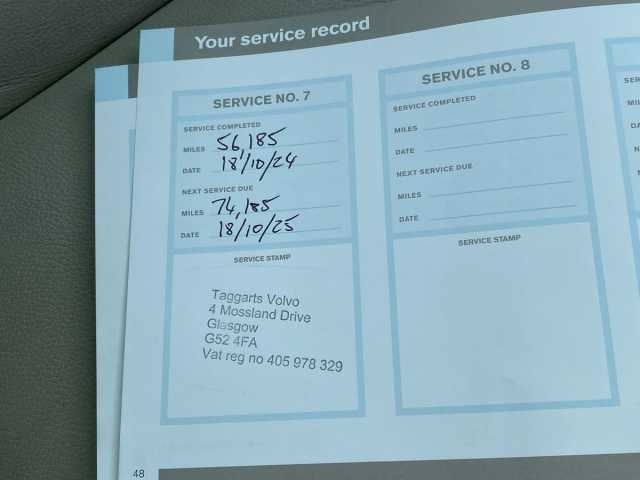 Your service record
SERVICE NO. 7
SERVICE COMPLETED
MILES 56,185
DATE 18/10/24
NEXT SERVICE DUE
MILES 74,185
DATE 18/10/25
SERVICE STAMP
Taggarts Volvo
4 Mossland Drive
Glasgow
G52 4FA
Vat reg no 405 978 329
SERVICE NO. 8
SERVICE COMPLETED
MILES
DATE
NEXT SERVICE DUE
MILES
DATE
SERVICE STAMP
48